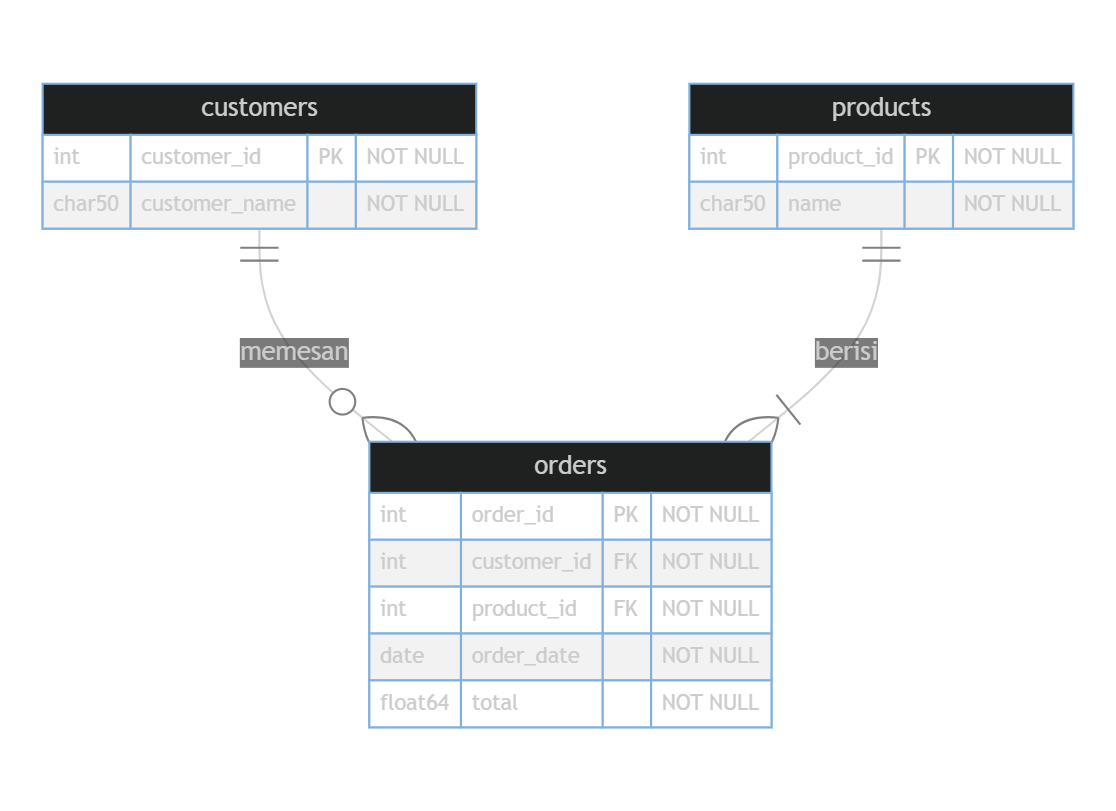 customers
int customer_id PK NOT NULL
char50 customer_name NOT NULL
products
int product_id PK NOT NULL
char50 name NOT NULL
memesan
berisi
orders
int order_id PK NOT NULL
int customer_id FK NOT NULL
int product_id FK NOT NULL
date order_date NOT NULL
float64 total NOT NULL